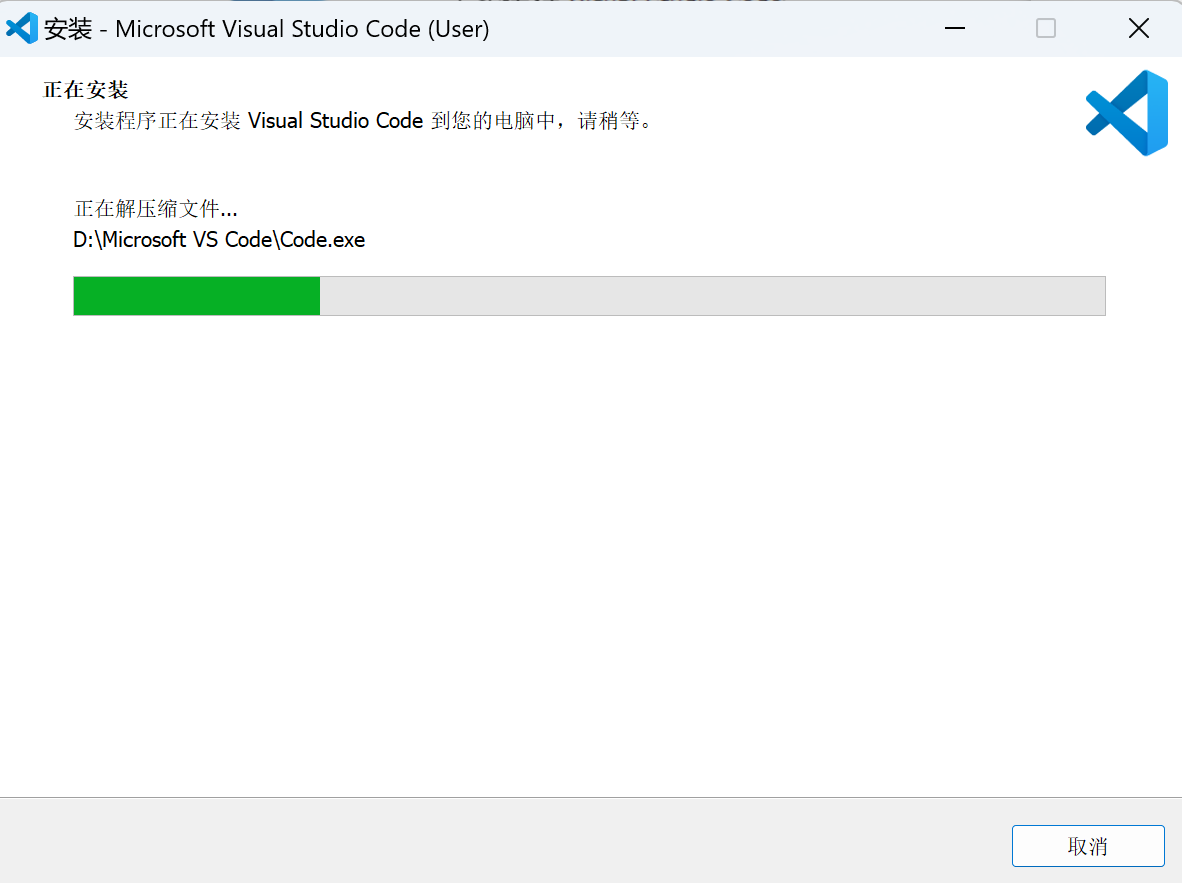 安装 - Microsoft Visual Studio Code (User)
正在安装
安装程序正在安装 Visual Studio Code 到您的电脑中，请稍等。
正在解压缩文件...
D:\Microsoft VS Code\Code.exe
取消